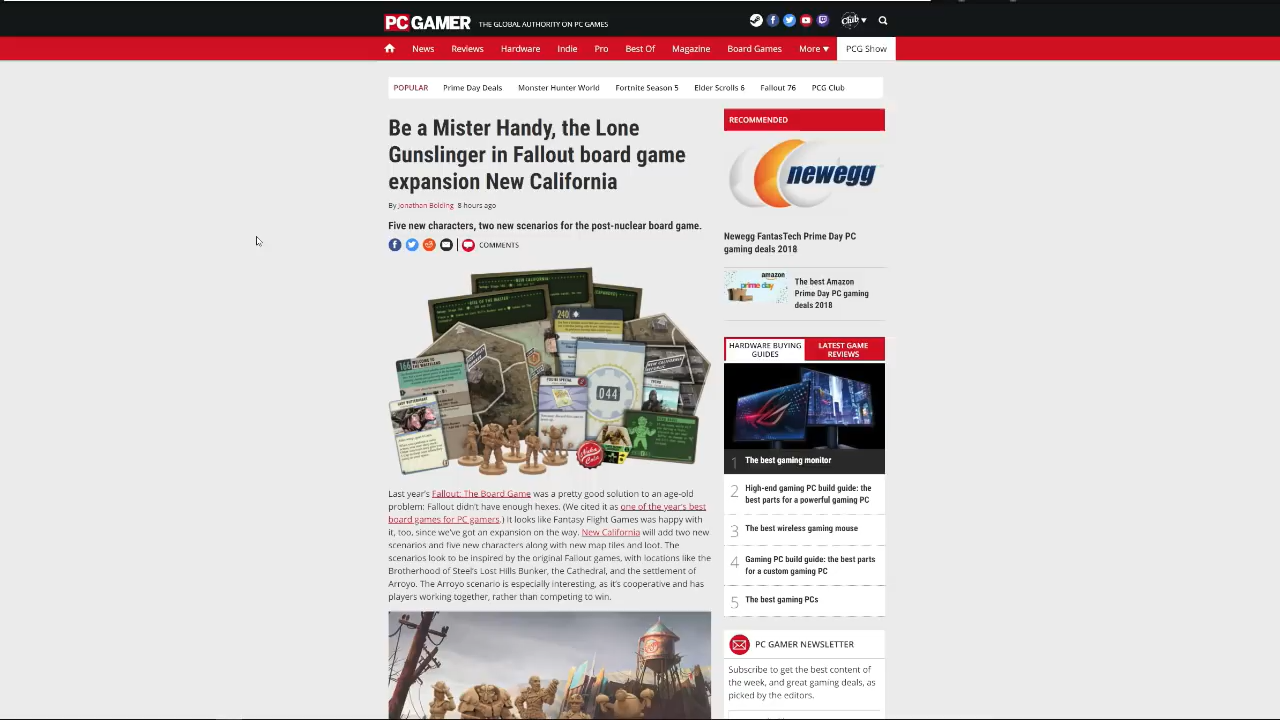 PC GAMER THE GLOBAL AUTHORITY ON PC GAMES
Club
News Reviews Hardware Indie Pro Best Of Magazine Board Games More PCG Show
POPULAR Prime Day Deals Monster Hunter World Fortnite Season 5 Elder Scrolls 6 Fallout 76 PCG Club
Be a Mister Handy, the Lone
Gunslinger in Fallout board game
expansion New California
By Jonathan Bolding 8 hours ago
Five new characters, two new scenarios for the post-nuclear board game.
COMMENTS
NEW CALIFORNIA
240
166
044
Nuka Cola
Last year's Fallout: The Board Game was a pretty good solution to an age-old
problem: Fallout didn't have enough hexes. (We cited it as one of the year's best
board games for PC gamers.) It looks like Fantasy Flight Games was happy with
it, too, since we've got an expansion on the way. New California will add two new
scenarios and five new characters along with new map tiles and loot. The
scenarios look to be inspired by the original Fallout games, with locations like the
Brotherhood of Steel's Lost Hills Bunker, the Cathedral, and the settlement of
Arroyo. The Arroyo scenario is especially interesting, as it's cooperative and has
players working together, rather than competing to win.
RECOMMENDED
newegg
Newegg FantasTech Prime Day PC
gaming deals 2018
amazon
prime day
The best Amazon
Prime Day PC gaming
deals 2018
HARDWARE BUYING
GUIDES
LATEST GAME
REVIEWS
1 The best gaming monitor
2 High-end gaming PC build guide: the
best parts for a powerful gaming PC
3 The best wireless gaming mouse
4 Gaming PC build guide: the best parts
for a custom gaming PC
5 The best gaming PCs
PC GAMER NEWSLETTER
Subscribe to get the best content of
the week, and great gaming deals, as
picked by the editors.